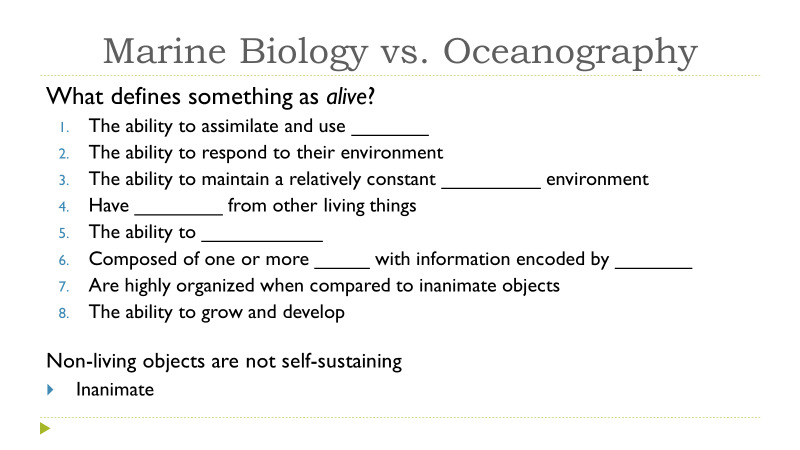 Marine Biology vs. Oceanography
What defines something as alive?
1. The ability to assimilate and use ________
2. The ability to respond to their environment
3. The ability to maintain a relatively constant __________ environment
4. Have _________ from other living things
5. The ability to ____________
6. Composed of one or more _____ with information encoded by ________
7. Are highly organized when compared to inanimate objects
8. The ability to grow and develop
Non-living objects are not self-sustaining
Inanimate